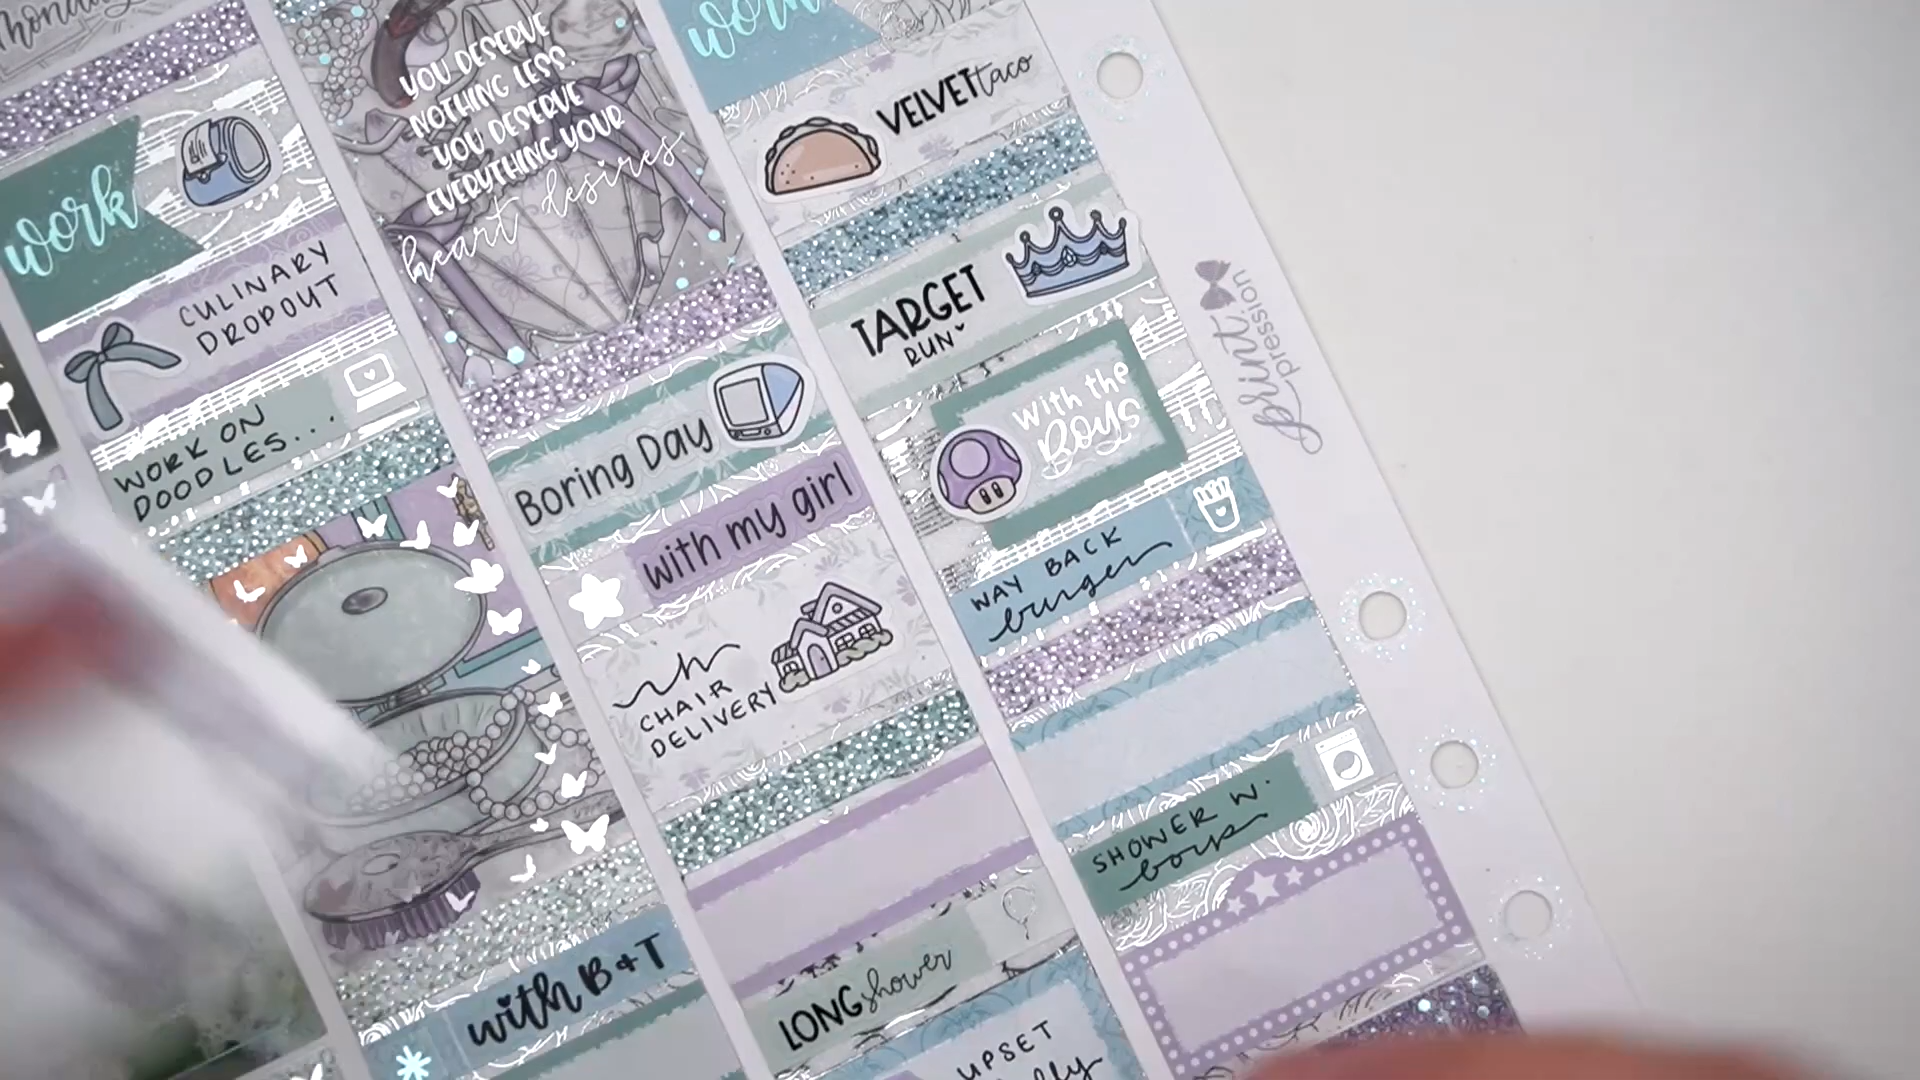 Monday
work
CULINARY
DROPOUT
WORK ON
DOODLES...
YOU DESERVE
NOTHING LESS.
YOU DESERVE
EVERYTHING YOUR
heart desires
Boring Day
with my girl
CHAIR
DELIVERY
with B + T
LONG shower
UPSET
work
VELVET taco
TARGET
RUN
With the
Boys
WAY BACK
burger
SHOWER W.
boys
Print
pression